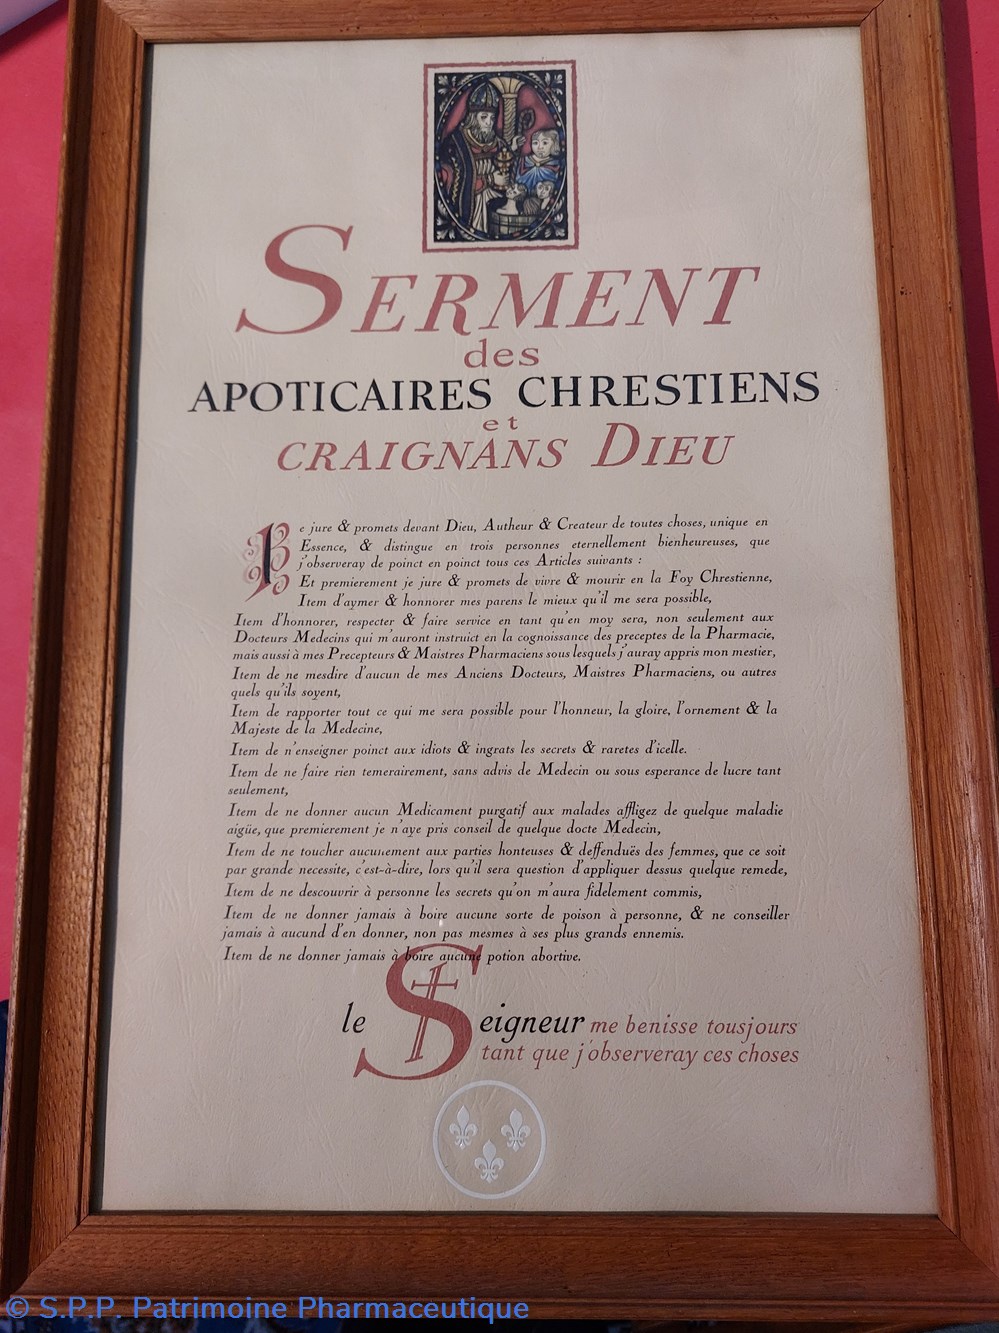 SERMENT
des
APOTICAIRES CHRESTIENS
et
CRAIGNANS DIEU
Je jure & promets devant Dieu, Autheur & Createur de toutes choses, unique en
Essence, & distingue en trois personnes eternellement bienheureuses, que
j'observeray de poinct en poinct tous ces Articles suivants :
Et premierement je jure & promets de vivre & mourir en la Foy Chrestienne,
Item d'aymer & honnorer mes parens le mieux qu'il me sera possible,
Item d'honnorer, respecter & faire service en tant qu'en moy sera, non seulement aux
Docteurs Medecins qui m'auront instruict en la cognoissance des preceptes de la Pharmacie,
mais aussi à mes Precepteurs & Maistres Pharmaciens sous lesquels j'auray appris mon mestier,
Item de ne mesdire d'aucun de mes Anciens Docteurs, Maistres Pharmaciens, ou autres
quels qu'ils soyent,
Item de rapporter tout ce qui me sera possible pour l'honneur, la gloire, l'ornement & la
Majeste de la Medecine,
Item de n'enseigner poinct aux idiots & ingrats les secrets & raretes d'icelle.
Item de ne faire rien temerairement, sans advis de Medecin ou sous esperance de lucre tant
seulement,
Item de ne donner aucun Medicament purgatif aux malades affligez de quelque maladie
aigüe, que premierement je n'aye pris conseil de quelque docte Medecin,
Item de ne toucher aucunement aux parties honteuses & deffenduës des femmes, que ce soit
par grande necessite, c'est-à-dire, lors qu'il sera question d'appliquer dessus quelque remede,
Item de ne descouvrir à personne les secrets qu'on m'aura fidelement commis,
Item de ne donner jamais à boire aucune sorte de poison à personne, & ne conseiller
jamais à aucund d'en donner, non pas mesmes à ses plus grands ennemis.
Item de ne donner jamais à boire aucune potion abortive.
le Seigneur me benisse tousjours
tant que j'observeray ces choses
© S.P.P. Patrimoine Pharmaceutique